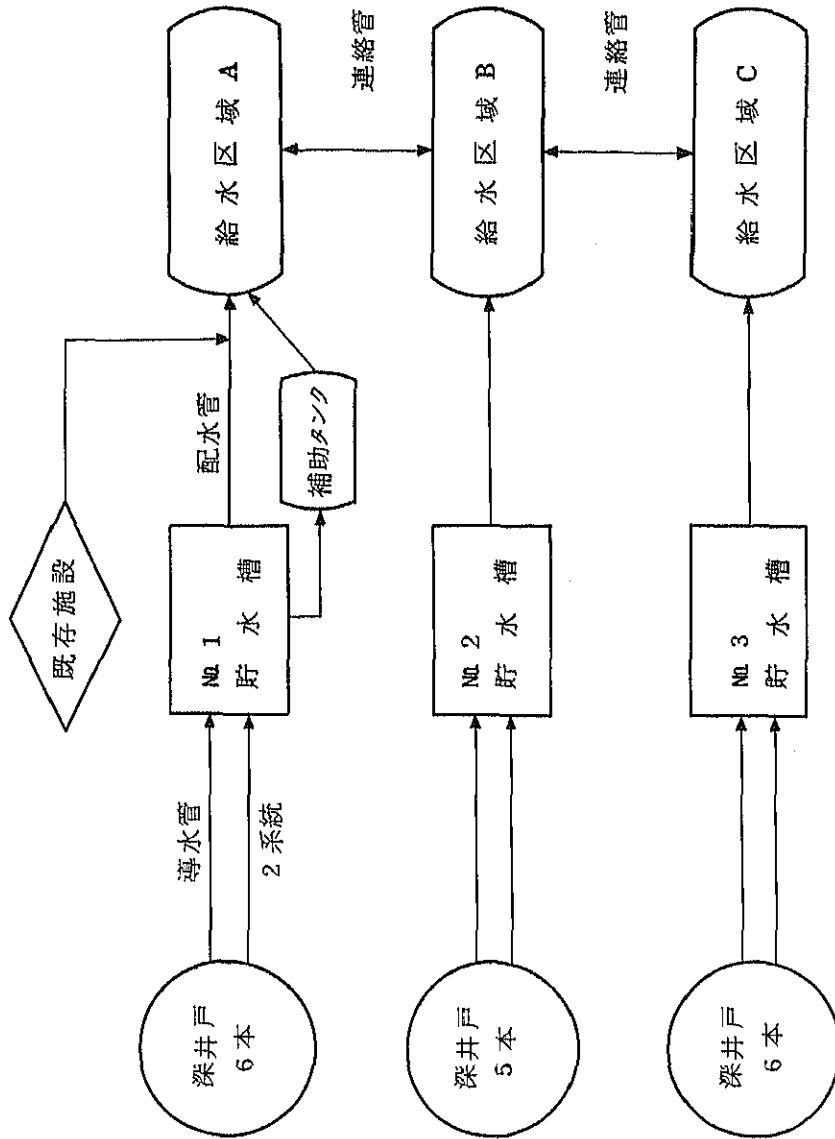 既存施設
深井戸
6本
導水管
2系統
№1
貯水槽
配水管
補助タンク
給水区域A
連絡管
深井戸
5本
№2
貯水槽
給水区域B
連絡管
深井戸
6本
№3
貯水槽
給水区域C